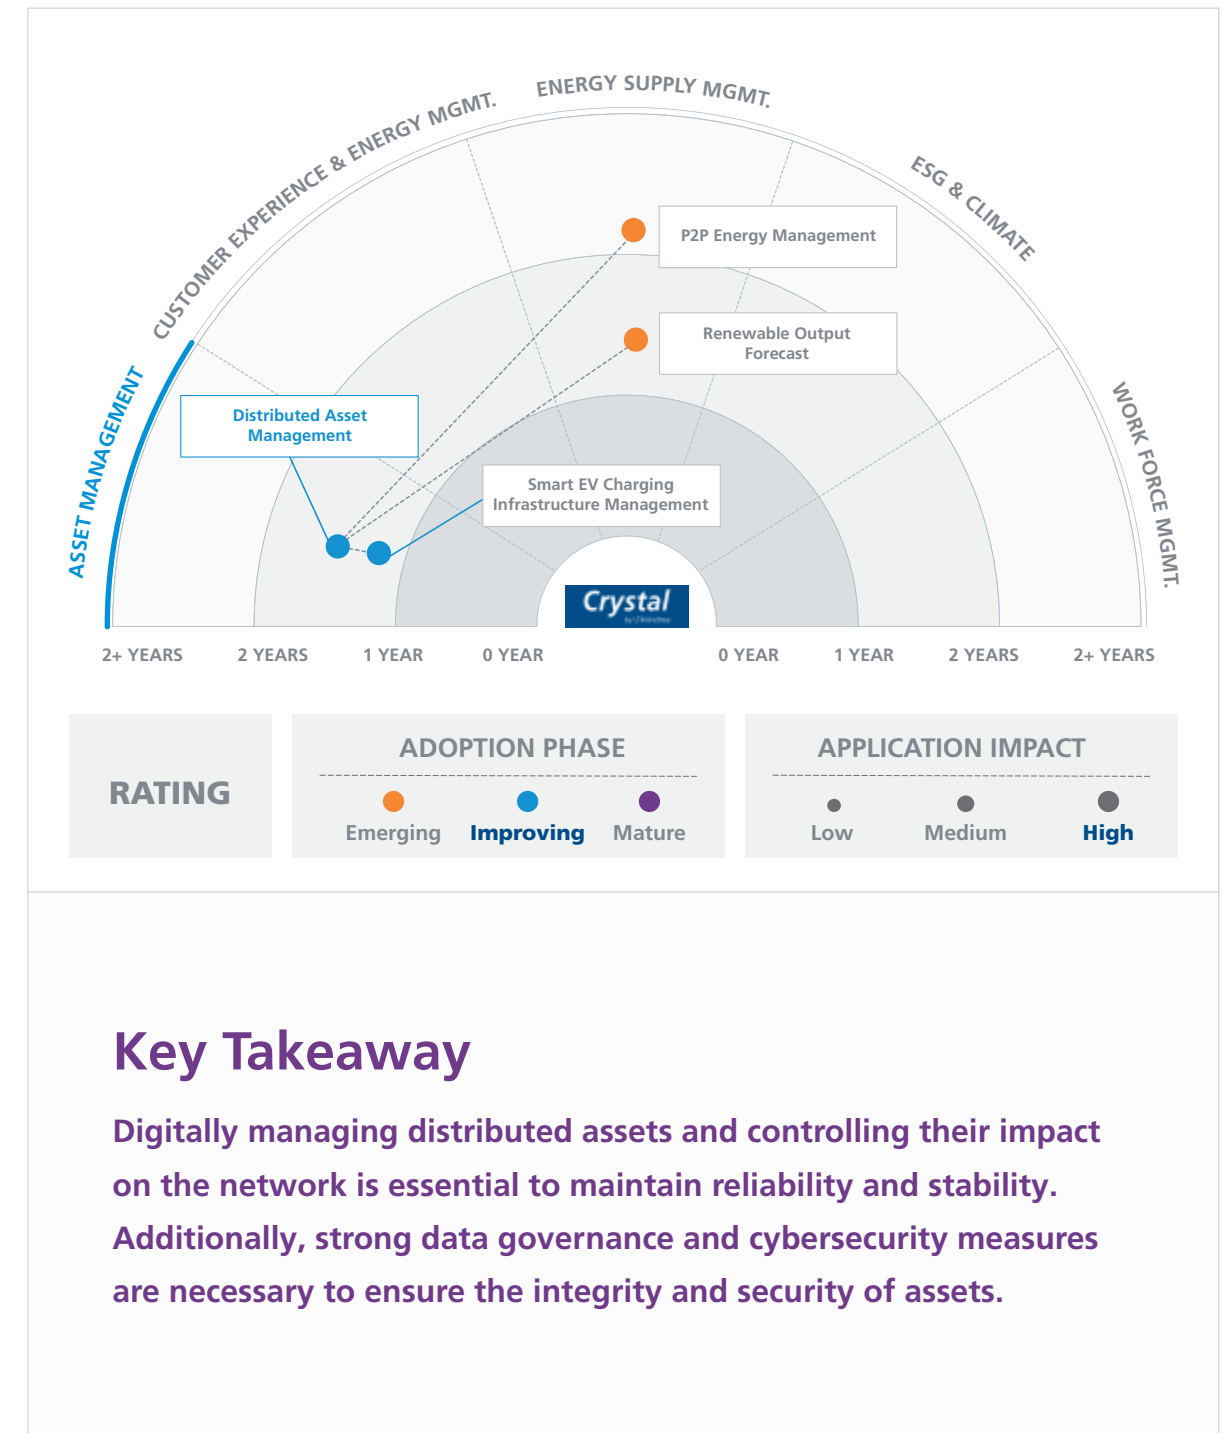 ENERGY SUPPLY MGMT.
CUSTOMER EXPERIENCE & ENERGY MGMT.
ESG & CLIMATE
ASSET MANAGEMENT
WORK FORCE MGMT.
P2P Energy Management
Renewable Output
Forecast
Distributed Asset
Management
Smart EV Charging
Infrastructure Management
Crystal
2+ YEARS
2 YEARS
1 YEAR
0 YEAR
0 YEAR
1 YEAR
2 YEARS
2+ YEARS
RATING
ADOPTION PHASE
Emerging
Improving
Mature
APPLICATION IMPACT
Low
Medium
High
Key Takeaway
Digitally managing distributed assets and controlling their impact
on the network is essential to maintain reliability and stability.
Additionally, strong data governance and cybersecurity measures
are necessary to ensure the integrity and security of assets.